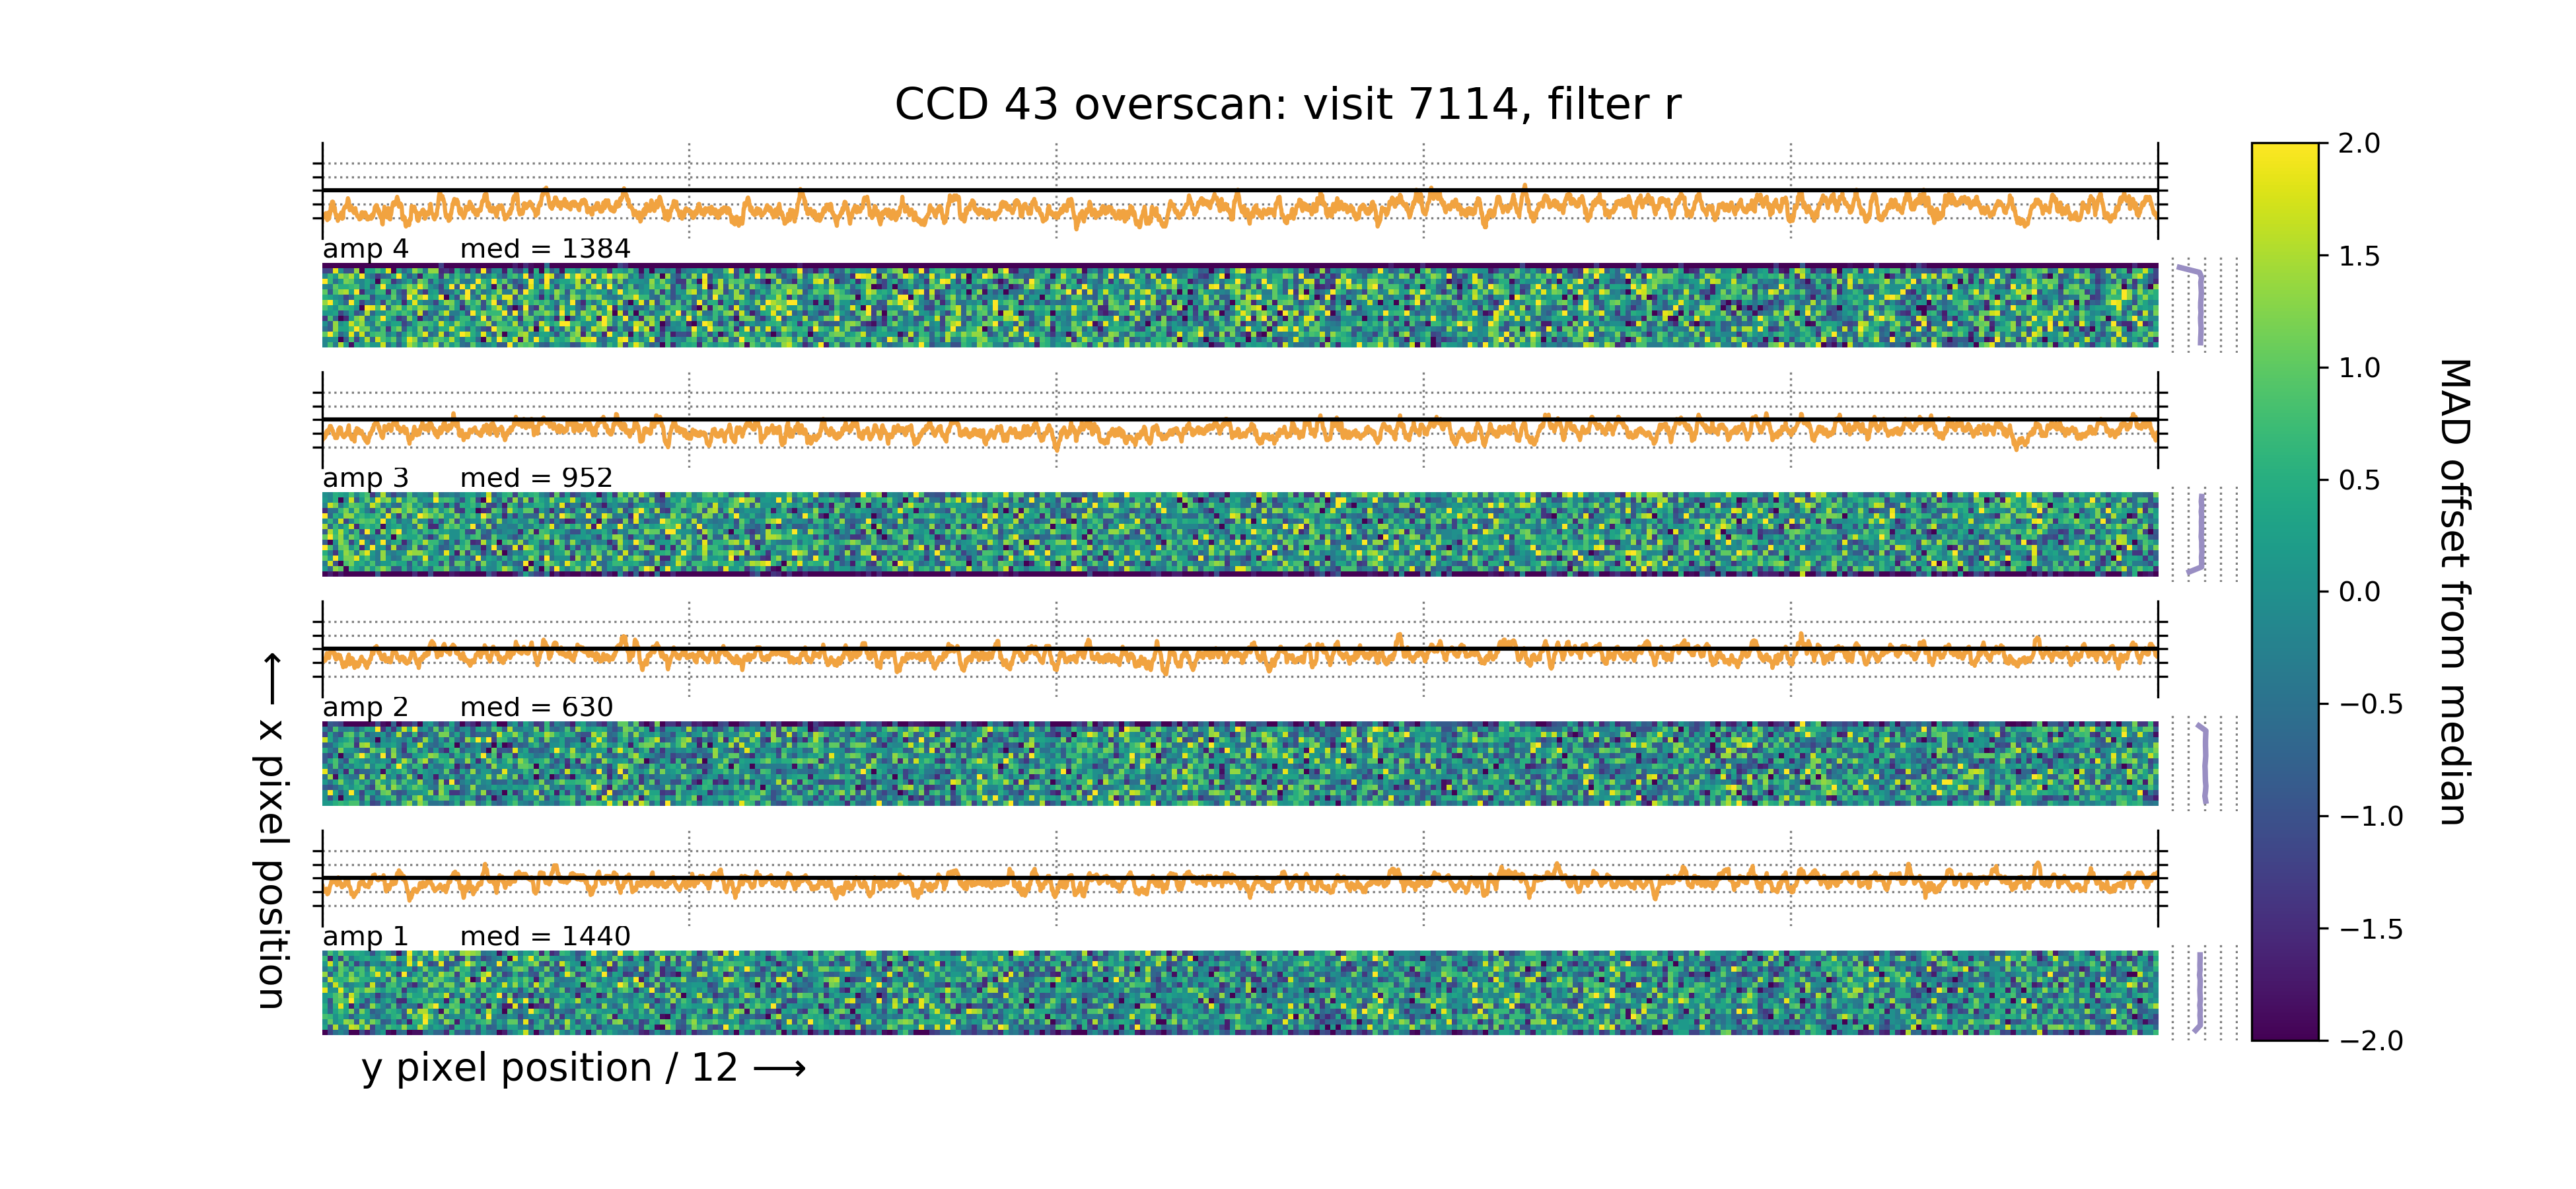 CCD 43 overscan: visit 7114, filter r
amp 4 med = 1384
amp 3 med = 952
amp 2 med = 630
amp 1 med = 1440
x pixel position ⟶
y pixel position / 12 ⟶
2.0
1.5
1.0
0.5
0.0
−0.5
−1.0
−1.5
−2.0
MAD offset from median